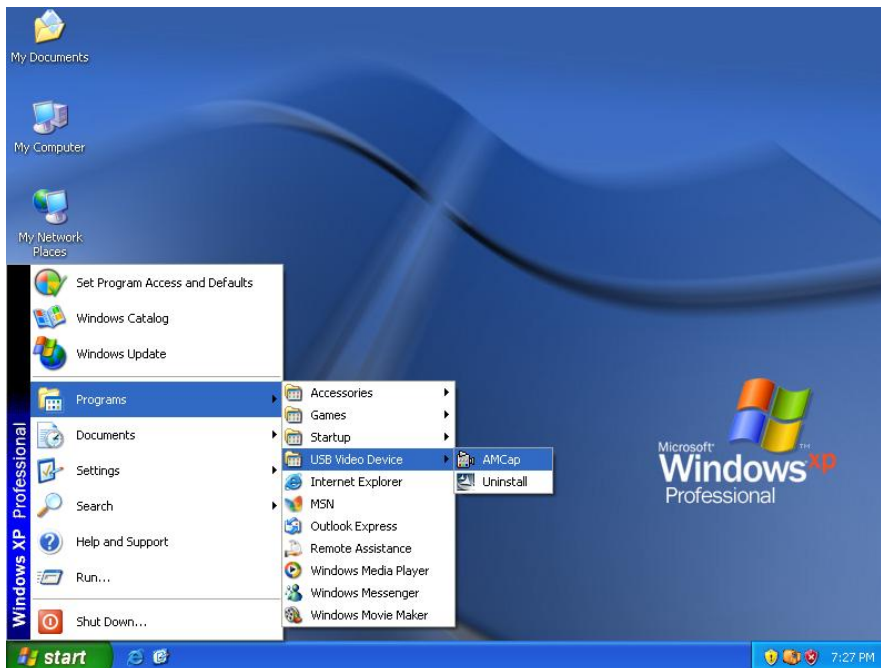 My Documents
My Computer
My Network
Places
Set Program Access and Defaults
Windows Catalog
Windows Update
Programs
Documents
Settings
Search
Help and Support
Run...
Shut Down...
Windows XP Professional
Accessories
Games
Startup
USB Video Device
Internet Explorer
MSN
Outlook Express
Remote Assistance
Windows Media Player
Windows Messenger
Windows Movie Maker
AMCap
Uninstall
Microsoft
Windows xp
TM
Professional
start
7:27 PM